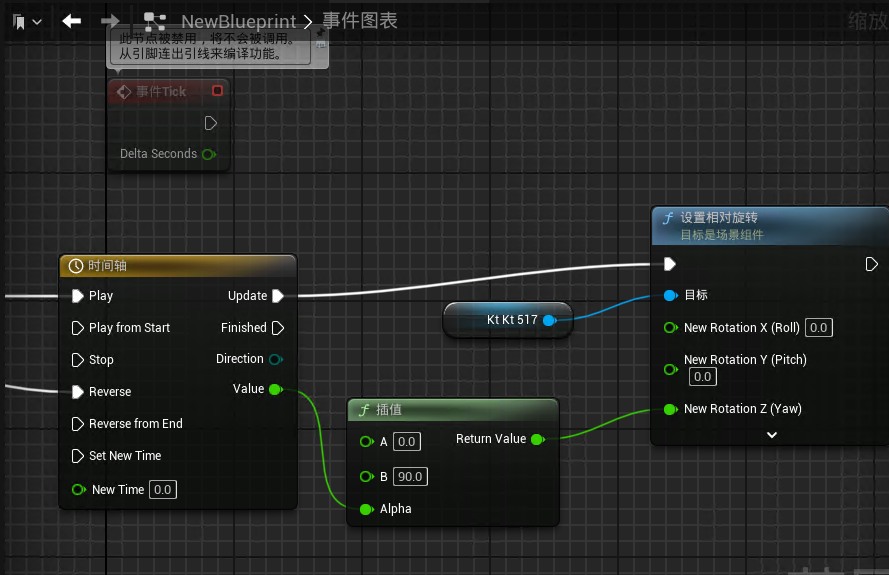 NewBlueprint > 事件图表
缩放
此节点被禁用，将不会被调用。
从引脚连出引线来编译功能。
事件Tick
Delta Seconds
时间轴
Play
Update
Play from Start
Finished
Stop
Direction
Reverse
Value
Reverse from End
Set New Time
New Time 0.0
Kt Kt 517
插值
A 0.0
Return Value
B 90.0
Alpha
设置相对旋转
目标是场景组件
目标
New Rotation X (Roll) 0.0
New Rotation Y (Pitch)
0.0
New Rotation Z (Yaw)